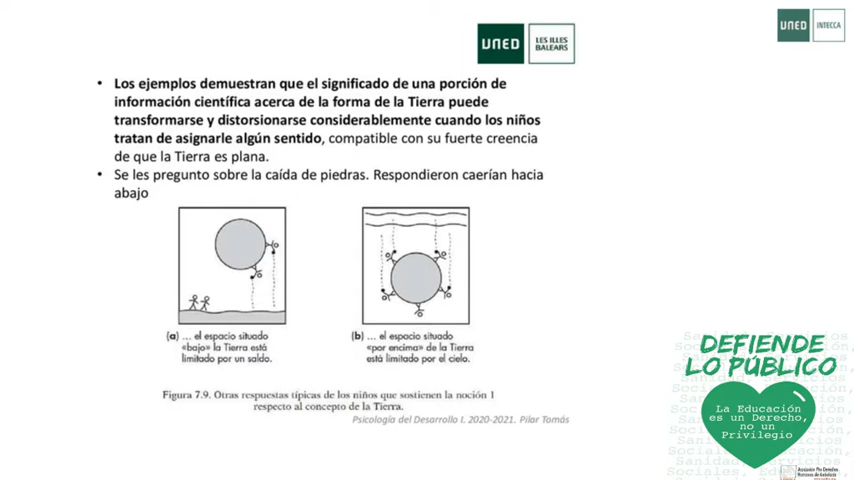 UNED
LES ILLES
BALEARS
UNED
INTECCA
• Los ejemplos demuestran que el significado de una porción de
información científica acerca de la forma de la Tierra puede
transformarse y distorsionarse considerablemente cuando los niños
tratan de asignarle algún sentido, compatible con su fuerte creencia
de que la Tierra es plana.
• Se les pregunto sobre la caída de piedras. Respondieron caerían hacia
abajo
(a) ... el espacio situado
«bajo» la Tierra está
limitado por un saldo.
(b) ... el espacio situado
«por encima» de la Tierra
está limitado por el cielo.
Figura 7.9. Otras respuestas típicas de los niños que sostienen la noción 1
respecto al concepto de la Tierra.
Psicología del Desarrollo I. 2020-2021. Pilar Tomás
DEFIENDE
LO PÚBLICO
La Educación
es un Derecho,
no un
Privilegio